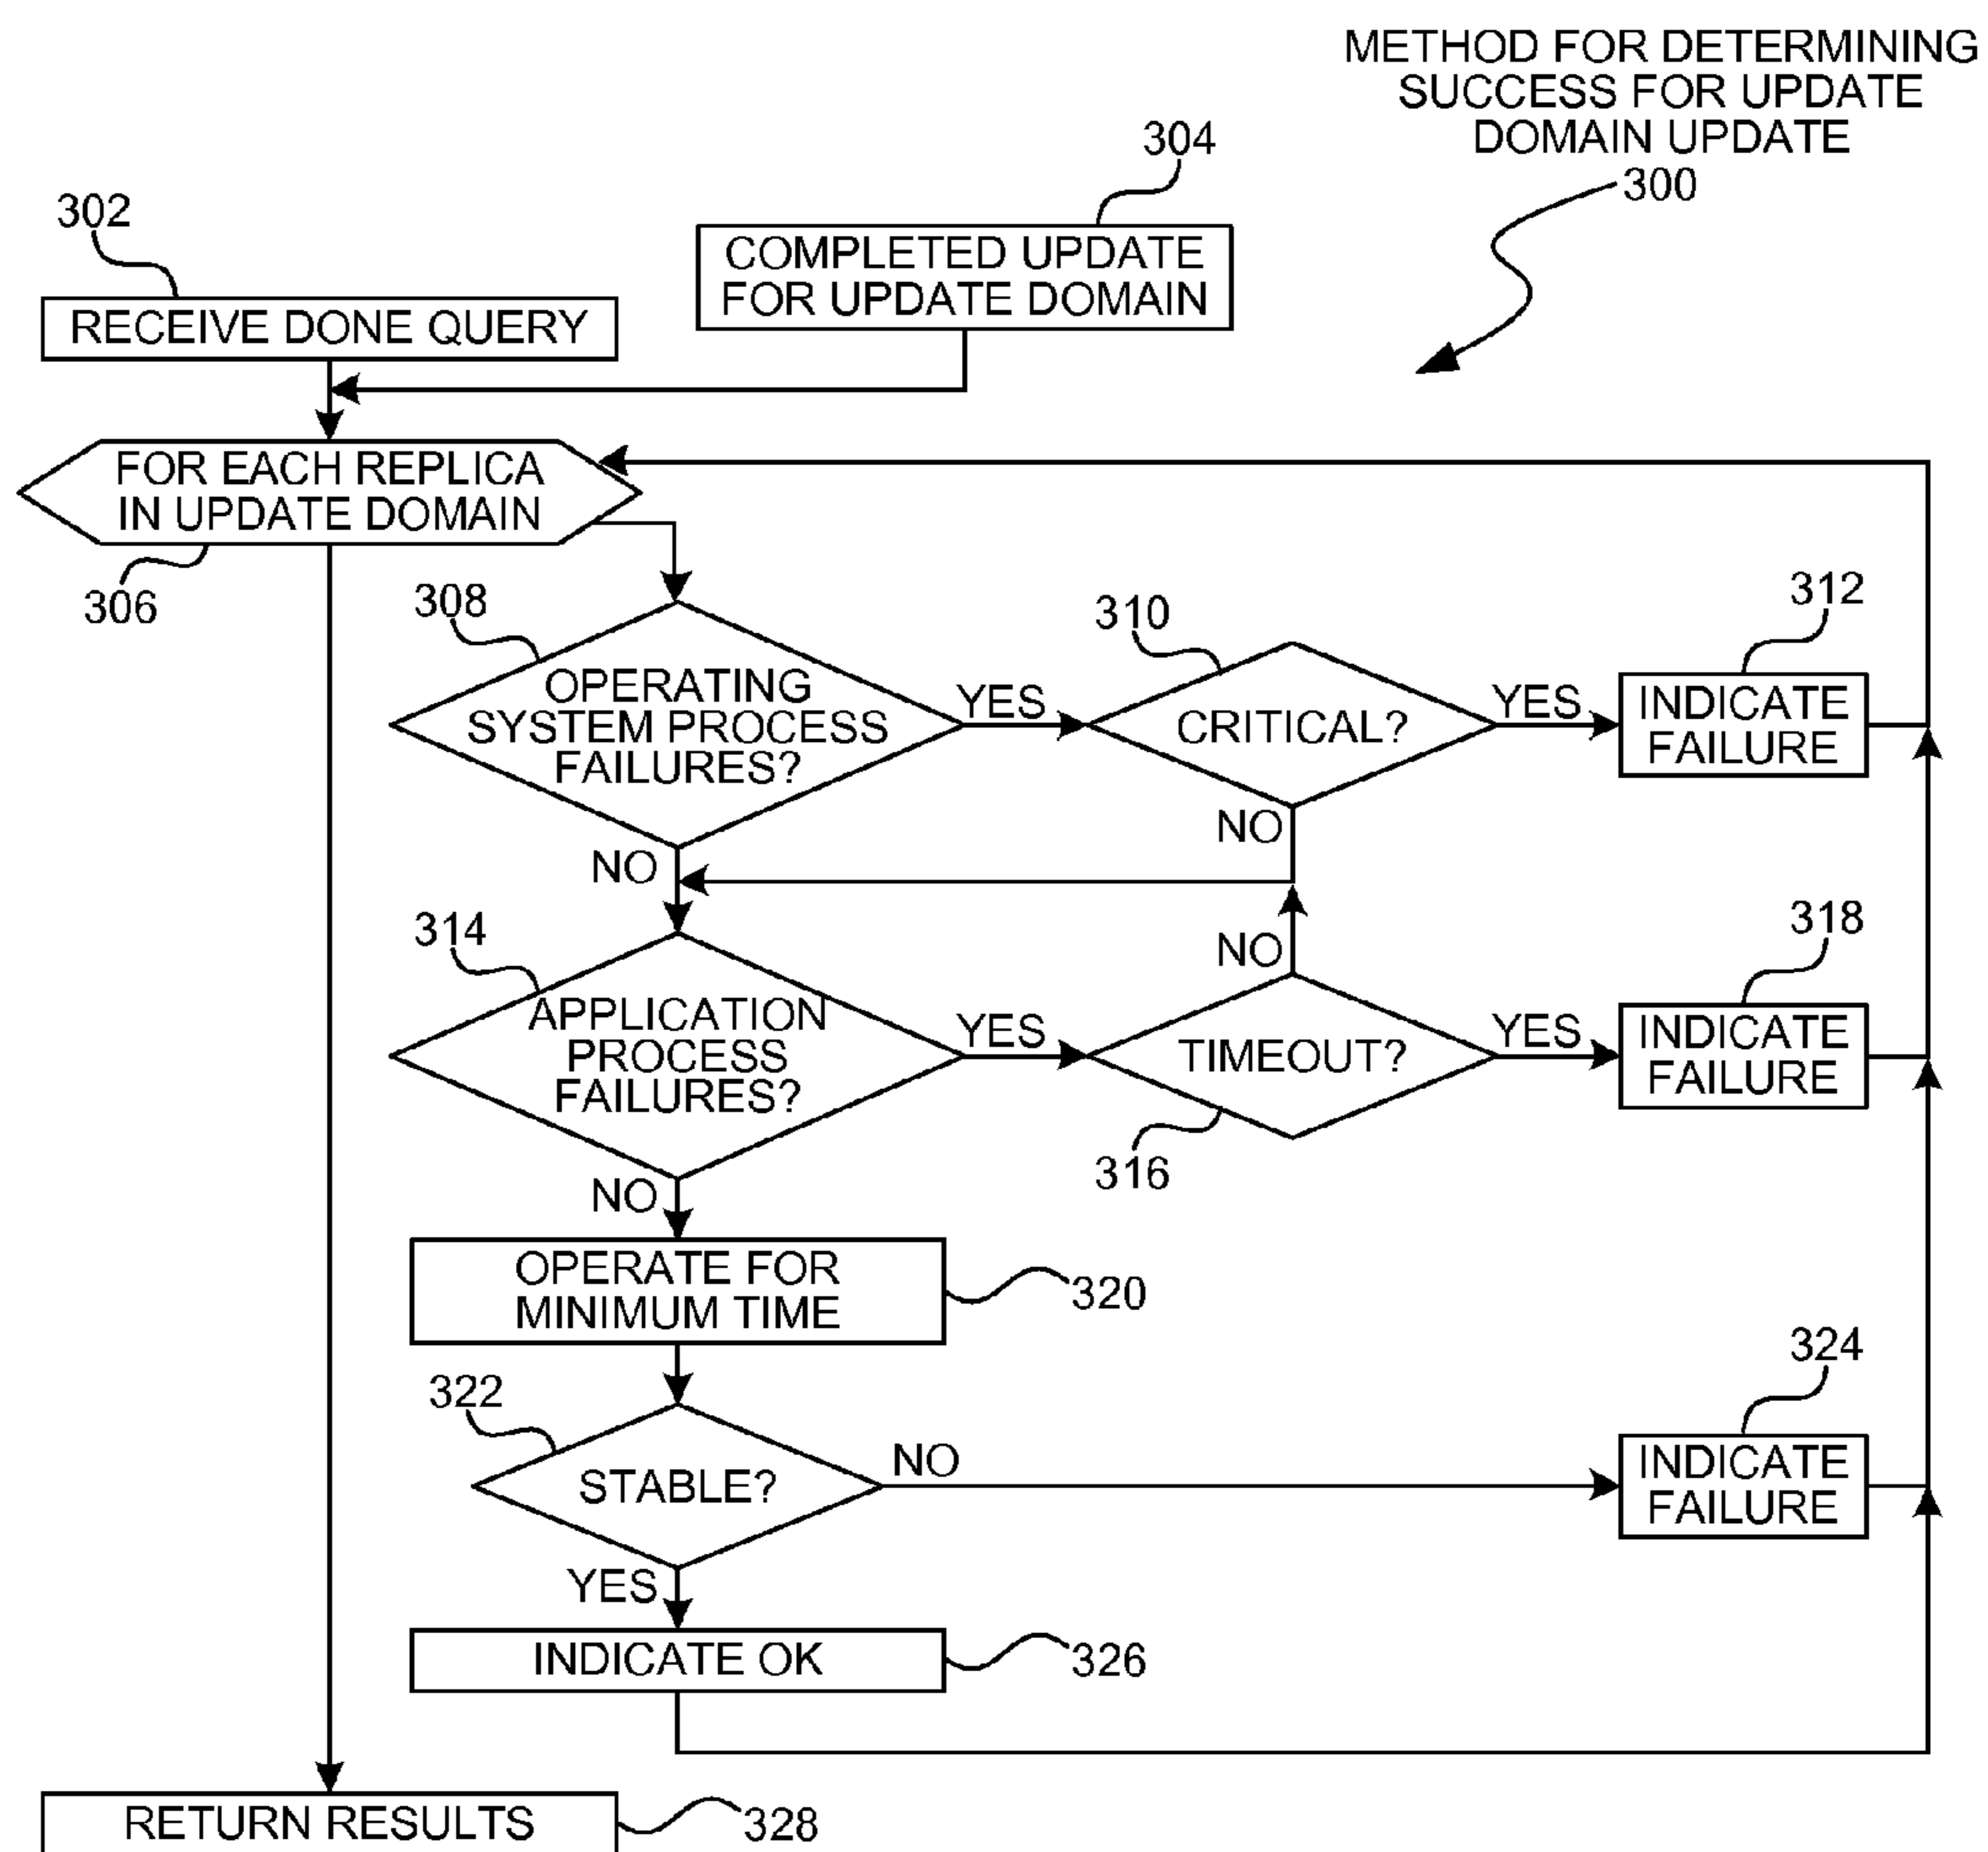 METHOD FOR DETERMINING
SUCCESS FOR UPDATE
DOMAIN UPDATE
300
304
302
COMPLETED UPDATE
FOR UPDATE DOMAIN
RECEIVE DONE QUERY
FOR EACH REPLICA
IN UPDATE DOMAIN
306
308
310
312
OPERATING
SYSTEM PROCESS
FAILURES?
YES
CRITICAL?
YES
INDICATE
FAILURE
NO
NO
314
318
NO
APPLICATION
PROCESS
FAILURES?
YES
TIMEOUT?
YES
INDICATE
FAILURE
316
NO
OPERATE FOR
MINIMUM TIME
320
322
324
STABLE?
NO
INDICATE
FAILURE
YES
INDICATE OK
326
RETURN RESULTS
328